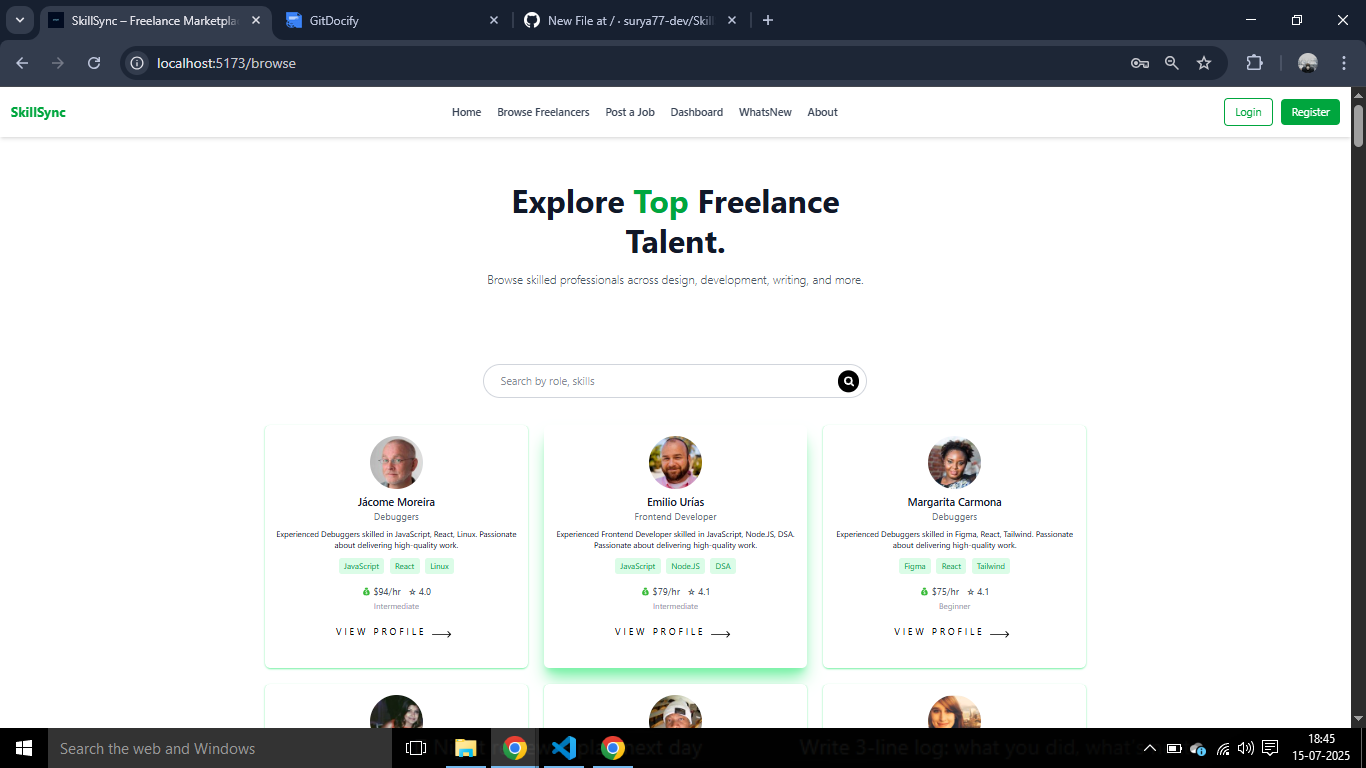 SkillSync – Freelance Marketpla
GitDocify
New File at / · surya77-dev/Skil
localhost:5173/browse
SkillSync
Home Browse Freelancers Post a Job Dashboard WhatsNew About
Login Register
Explore Top Freelance
Talent.
Browse skilled professionals across design, development, writing, and more.
Search by role, skills
Jácome Moreira
Debuggers
Experienced Debuggers skilled in JavaScript, React, Linux. Passionate
about delivering high-quality work.
JavaScript React Linux
$94/hr ☆ 4.0
Intermediate
VIEW PROFILE
Emilio Urías
Frontend Developer
Experienced Frontend Developer skilled in JavaScript, Node.JS, DSA.
Passionate about delivering high-quality work.
JavaScript Node.JS DSA
$79/hr ☆ 4.1
Intermediate
VIEW PROFILE
Margarita Carmona
Debuggers
Experienced Debuggers skilled in Figma, React, Tailwind. Passionate
about delivering high-quality work.
Figma React Tailwind
$75/hr ☆ 4.1
Beginner
VIEW PROFILE
Search the web and Windows
next day
Write 3-line log: what you did, what's
18:45
15-07-2025